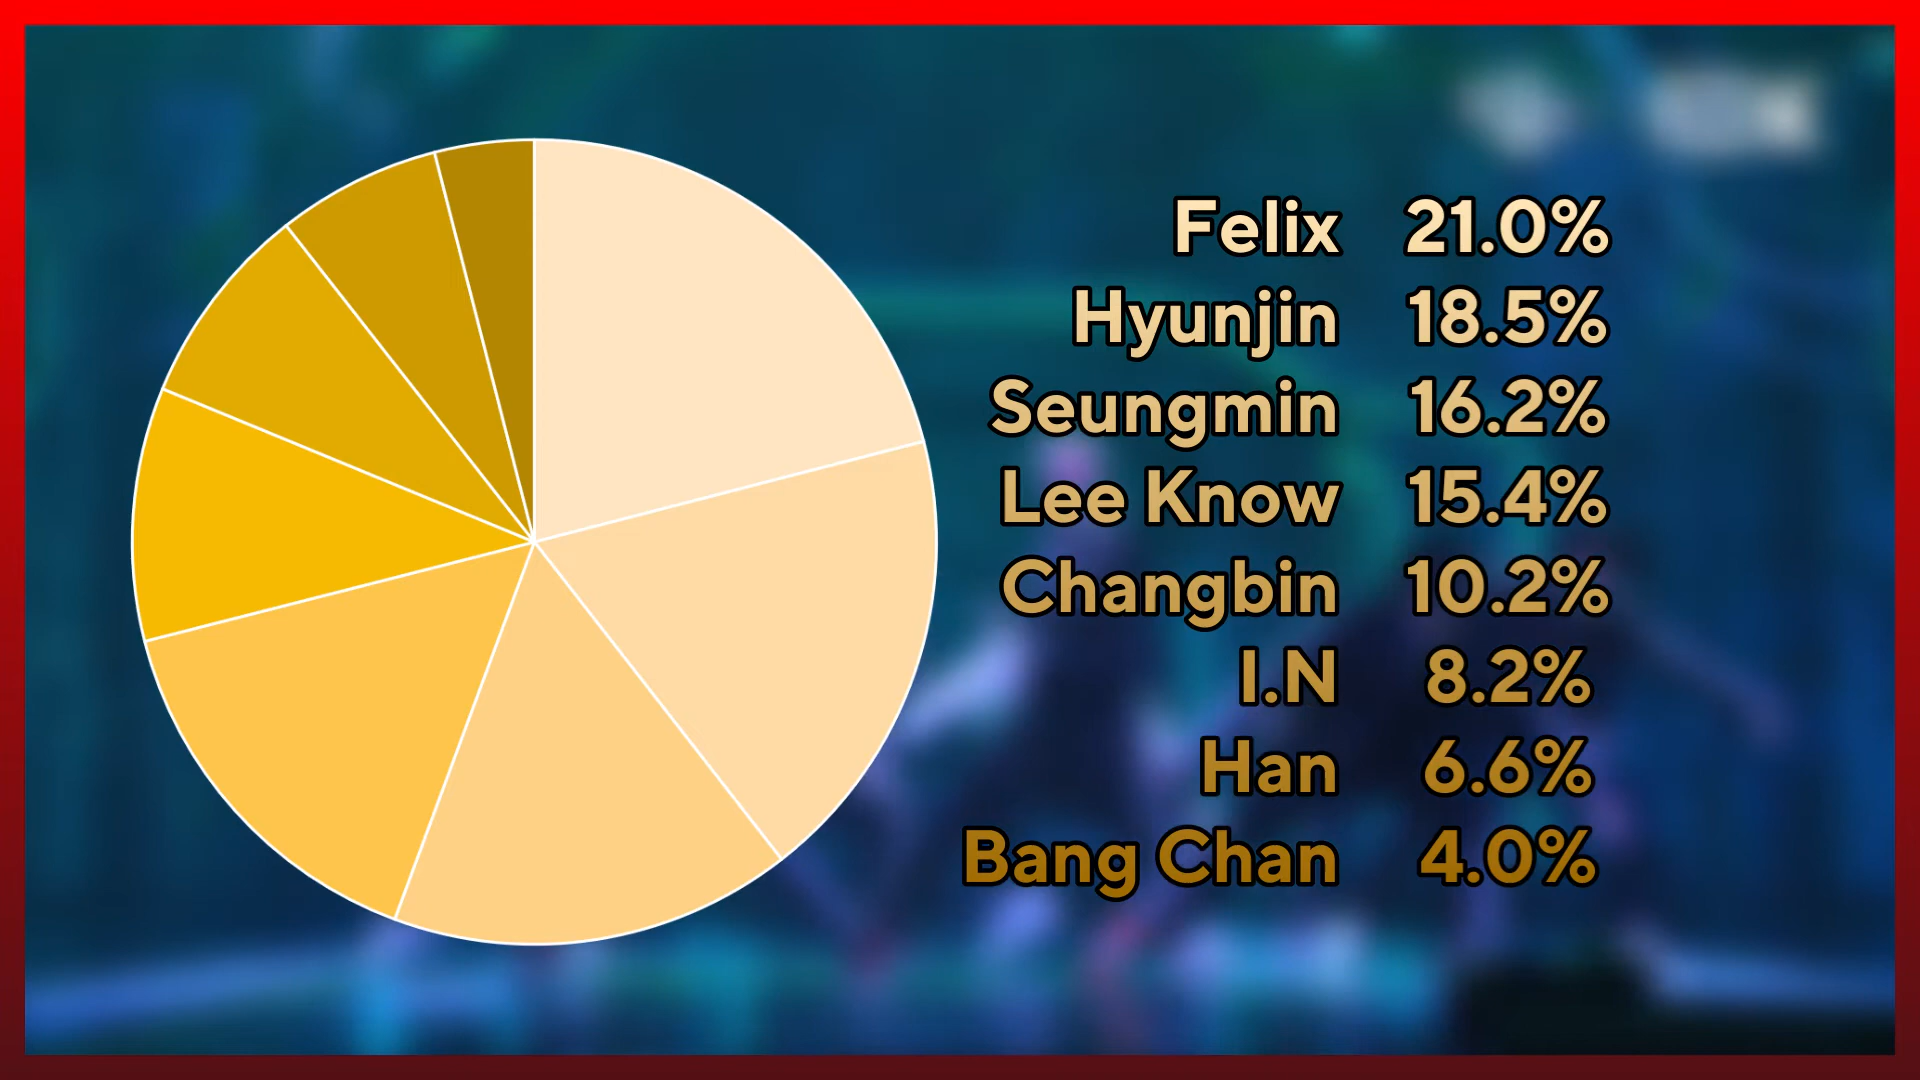 Felix 21.0%
Hyunjin 18.5%
Seungmin 16.2%
Lee Know 15.4%
Changbin 10.2%
I.N 8.2%
Han 6.6%
Bang Chan 4.0%